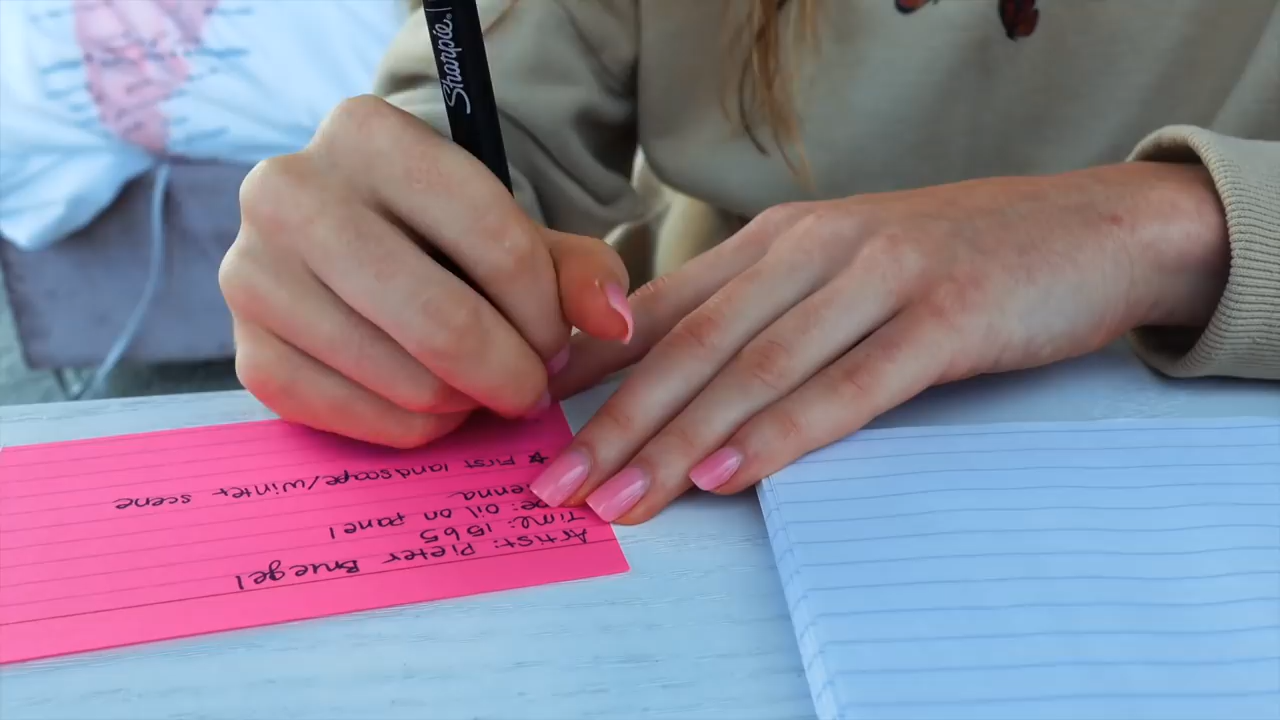 Sharpie.
Artist: Pieter Bruegel
Time: 1565
oil on Panel
★ First landscape/winter scene